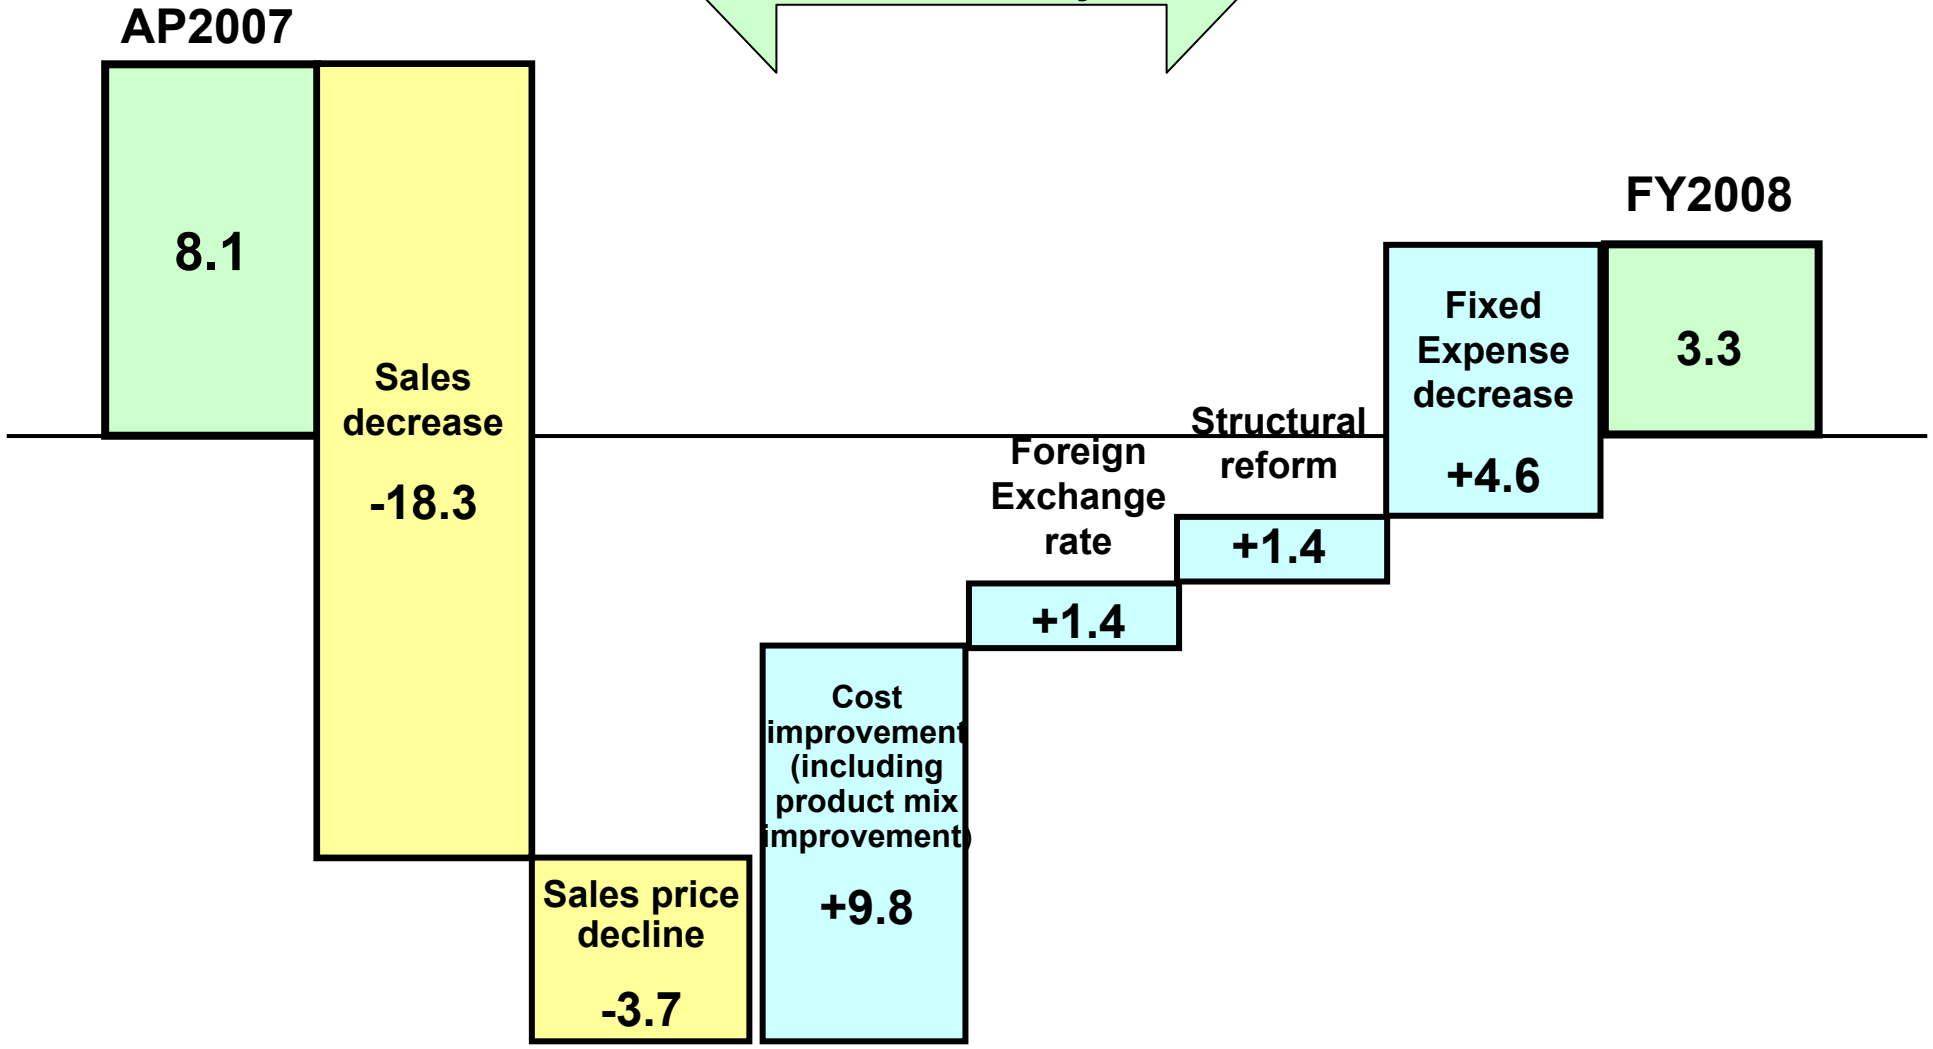 AP2007
8.1
Sales
decrease
-18.3
Sales price
decline
-3.7
Cost
improvement
(including
product mix
improvement)
+9.8
Foreign
Exchange
rate
+1.4
Structural
reform
+1.4
Fixed
Expense
decrease
+4.6
FY2008
3.3